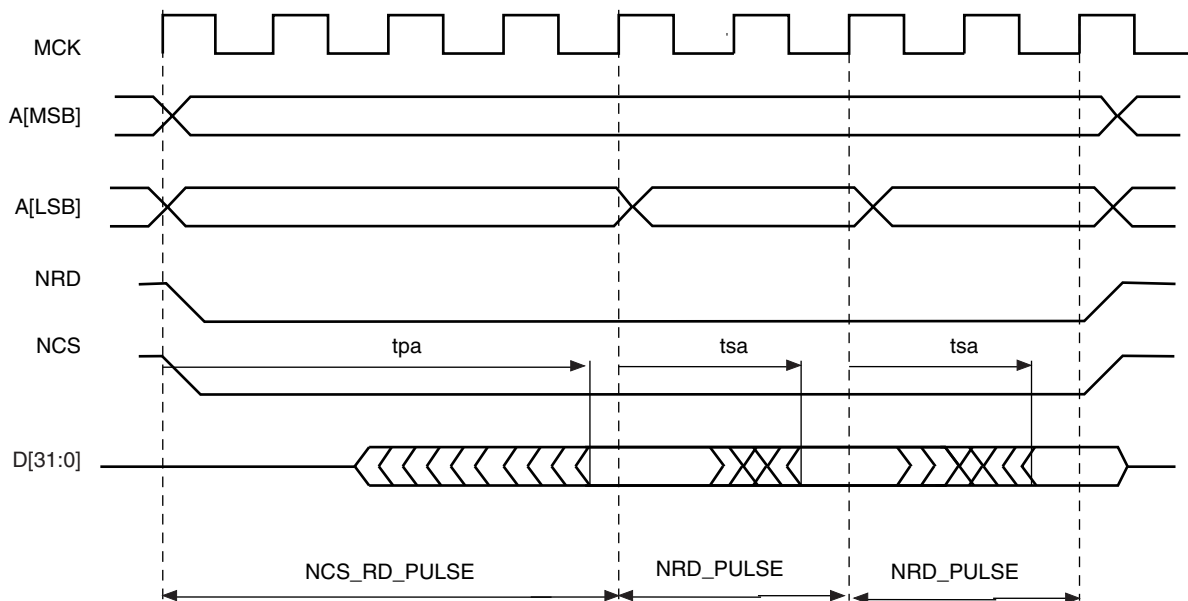 MCK
A[MSB]
A[LSB]
NRD
NCS
tpa
tsa
tsa
D[31:0]
NCS_RD_PULSE
NRD_PULSE
NRD_PULSE